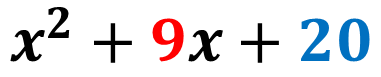 x² + 9x + 20